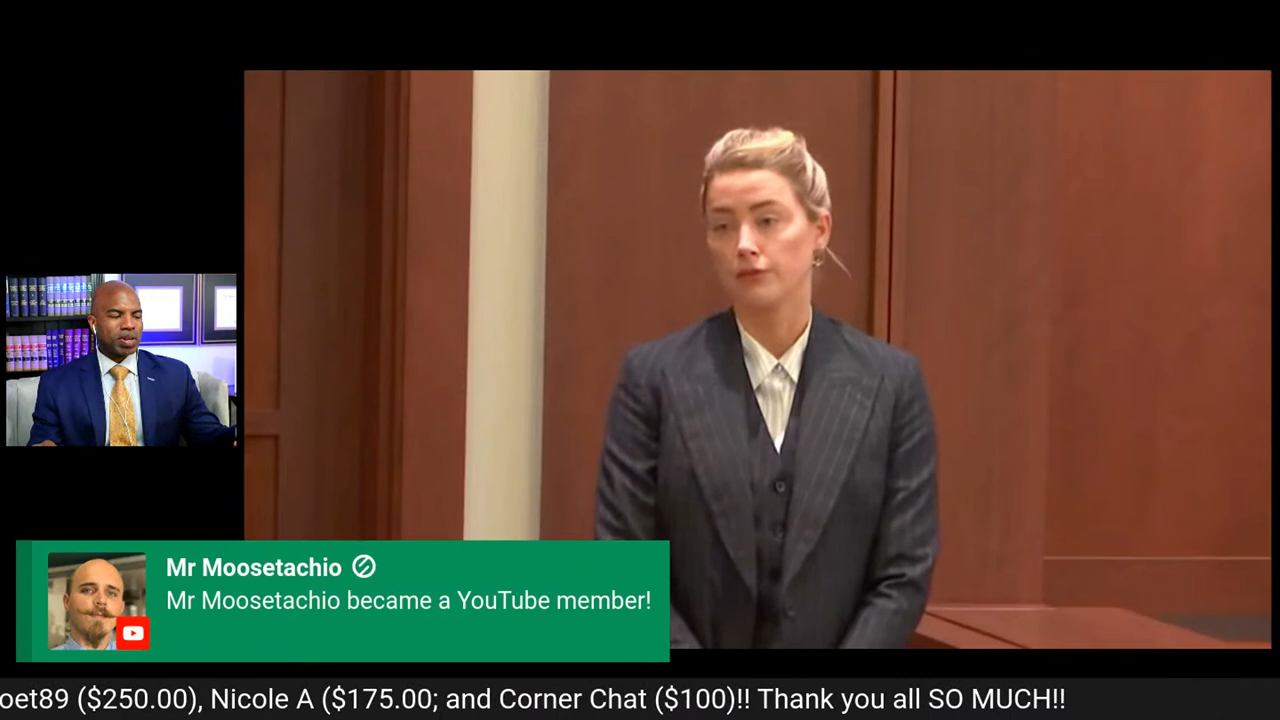 Mr Moosetachio
Mr Moosetachio became a YouTube member!
oet89 ($250.00), Nicole A ($175.00; and Corner Chat ($100)!! Thank you all SO MUCH!!